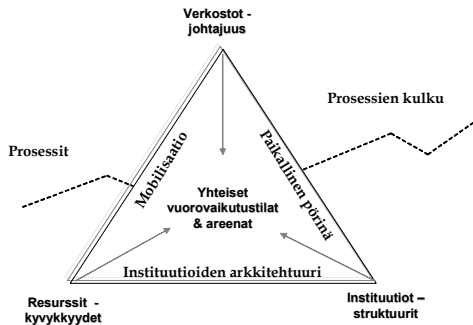 Verkostot -
johtajuus
Prosessien kulku
Prosessit
Mobilisaatio
Paikallinen pörinä
Yhteiset
vuorovaikutustilat
& areenat
Instituutioiden arkkitehtuuri
Resurssit -
kyvykkyydet
Instituutiot –
struktuurit